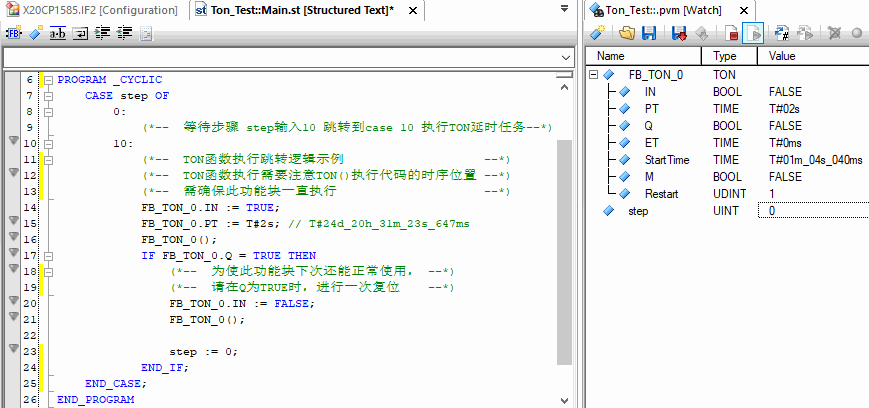 X20CP1585.IF2 [Configuration]
Ton_Test::Main.st [Structured Text]*
6 PROGRAM _CYCLIC
7 CASE step OF
8 0:
9 (*-- 等待步骤 step输入10 跳转到case 10 执行TON延时任务--*)
10 10:
11 (*-- TON函数执行跳转逻辑示例 --*)
12 (*-- TON函数执行需要注意TON()执行代码的时序位置 --*)
13 (*-- 需确保此功能块一直执行 --*)
14 FB_TON_0.IN := TRUE;
15 FB_TON_0.PT := T#2s; // T#24d_20h_31m_23s_647ms
16 FB_TON_0();
17 IF FB_TON_0.Q = TRUE THEN
18 (*-- 为使此功能块下次还能正常使用， --*)
19 (*-- 请在Q为TRUE时，进行一次复位 --*)
20 FB_TON_0.IN := FALSE;
21 FB_TON_0();
22
23 step := 0;
24 END_IF;
25 END_CASE;
26 END_PROGRAM
Ton_Test::.pvm [Watch]
Name Type Value
FB_TON_0 TON
IN BOOL FALSE
PT TIME T#02s
Q BOOL FALSE
ET TIME T#0ms
StartTime TIME T#01m_04s_040ms
M BOOL FALSE
Restart UDINT 1
step UINT 0